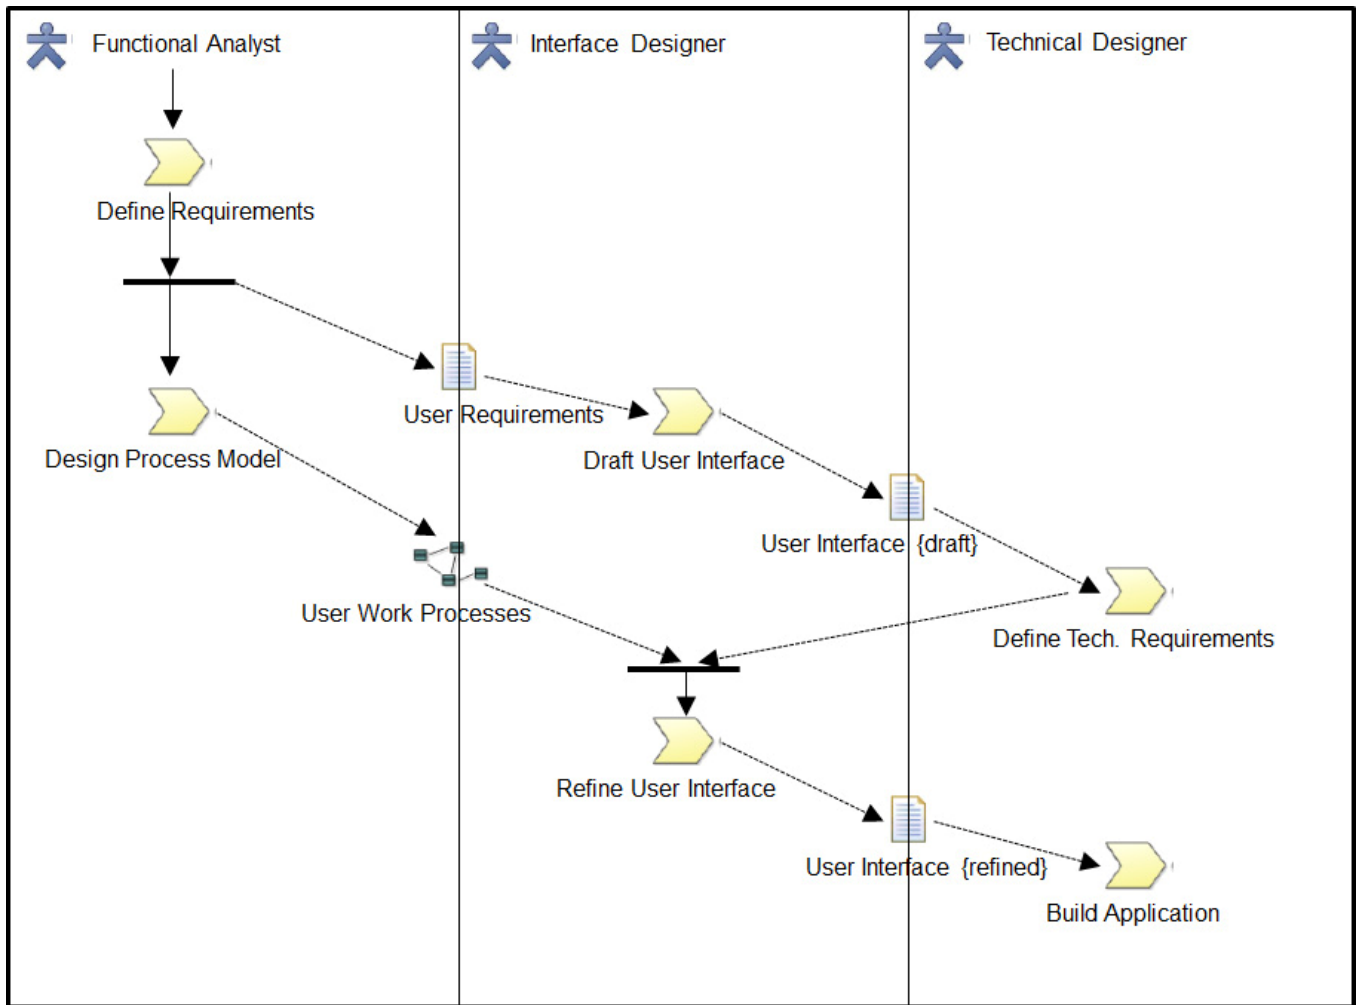 Functional Analyst
Interface Designer
Technical Designer
Define Requirements
User Requirements
Design Process Model
Draft User Interface
User Interface {draft}
User Work Processes
Define Tech. Requirements
Refine User Interface
User Interface {refined}
Build Application